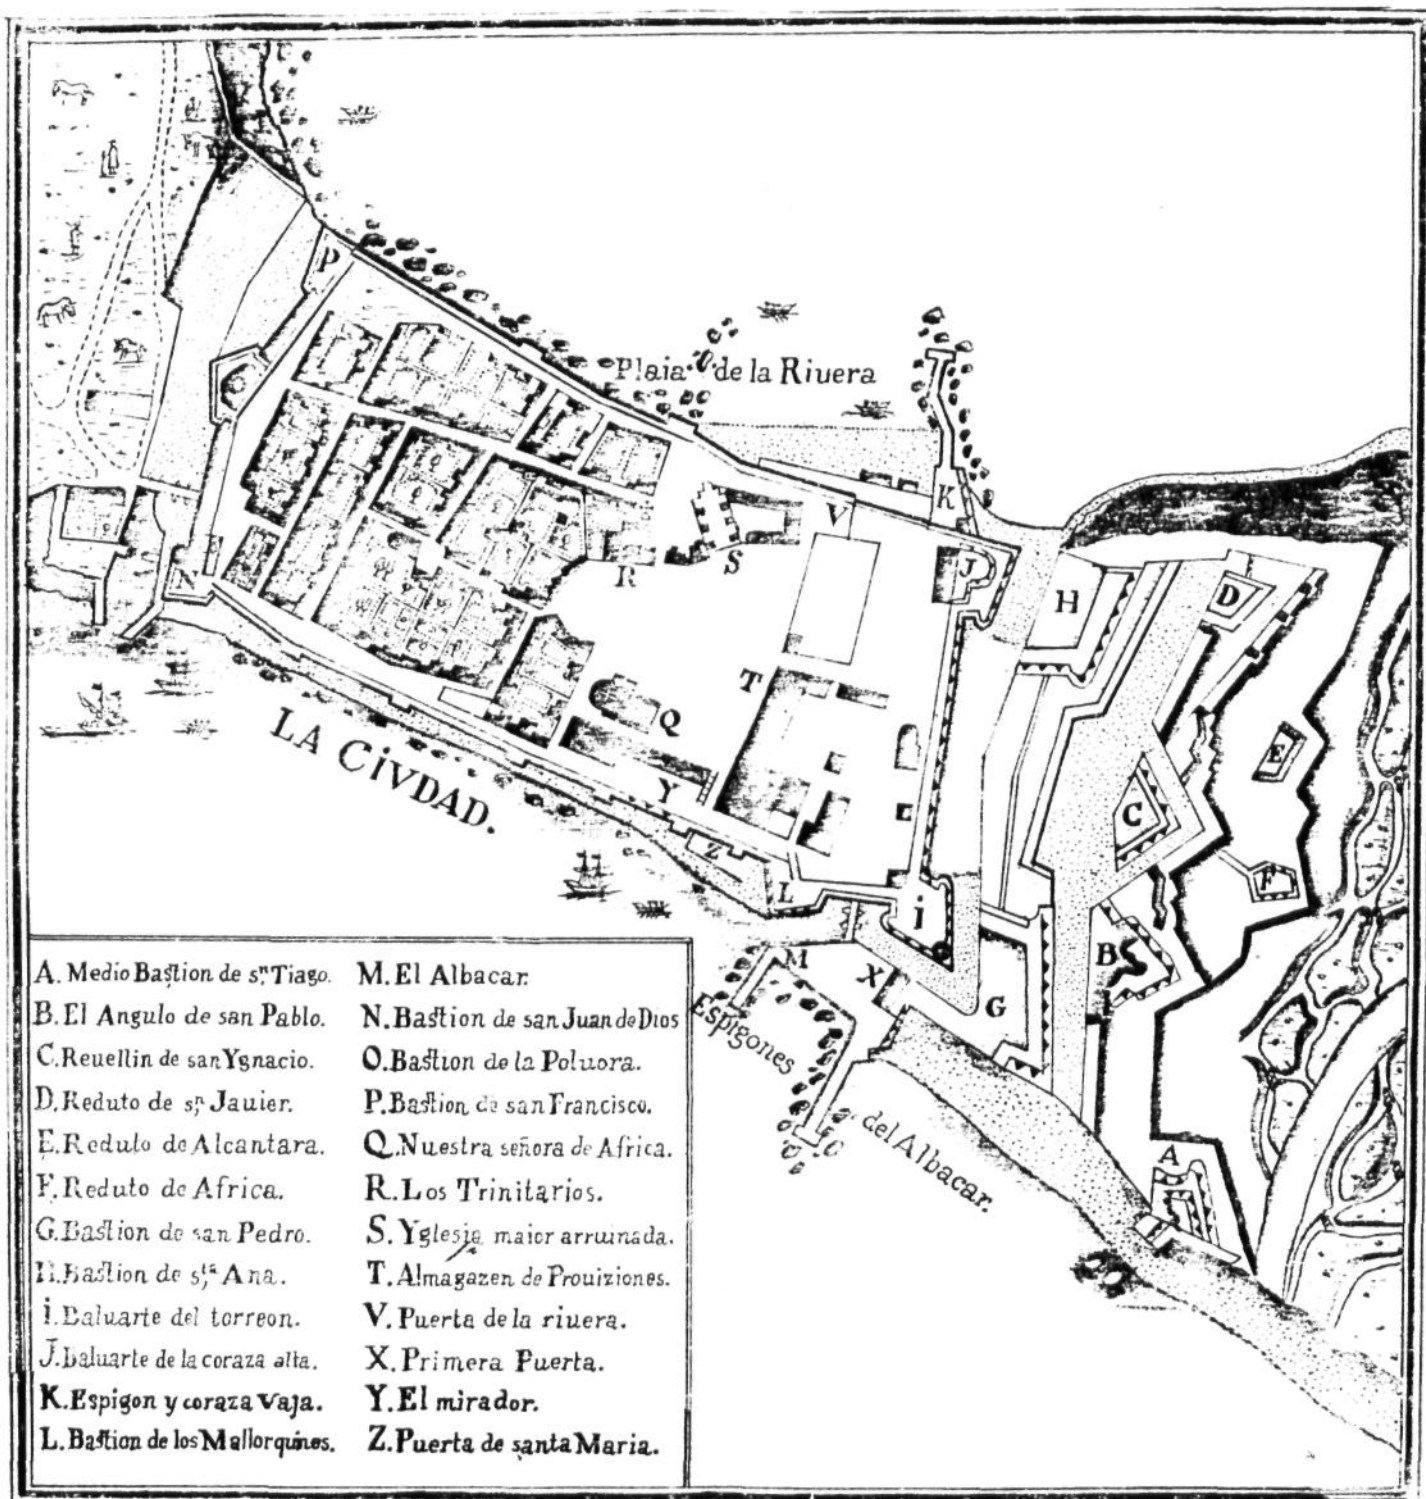 P
Plaia de la Riuera
K
V
S
R
J
H
D
T
E
Q
LA CiVDAD.
Y
C
Z
F
N
L
i
B
M
X
G
Espigones
del Albacar.
A
A. Medio Bastion de sn. Tiago.
B. El Angulo de san Pablo.
C. Reuellin de san Ygnacio.
D. Reduto de sn. Jauier.
E. Reduto de Alcantara.
F. Reduto de Africa.
G. Bastion de san Pedro.
H. Bastion de sta. Ana.
i. Baluarte del torreon.
J. Baluarte de la coraza alta.
K. Espigon y coraza vaja.
L. Bastion de los Mallorquines.
M. El Albacar.
N. Bastion de san Juan de Dios
O. Bastion de la Poluora.
P. Bastion de san Francisco.
Q. Nuestra señora de Africa.
R. Los Trinitarios.
S. Yglesia maior arruinada.
T. Almagazen de Prouiziones.
V. Puerta de la riuera.
X. Primera Puerta.
Y. El mirador.
Z. Puerta de santa Maria.